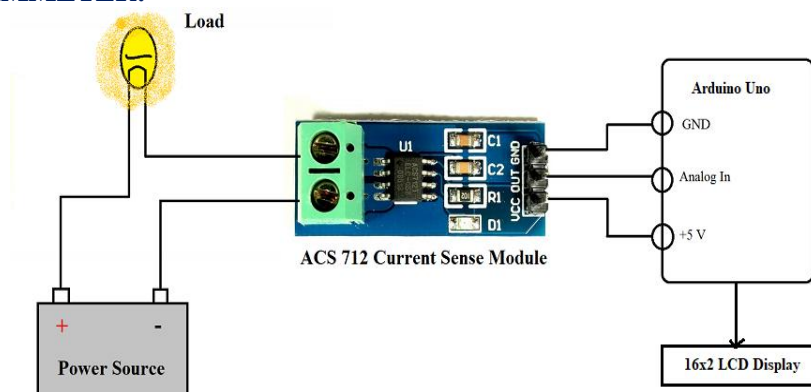 Load
Arduino Uno
GND
Analog In
+5 V
U1
C1
C2
R1
D1
VCC OUT GND
ACS 712 Current Sense Module
+
-
Power Source
16x2 LCD Display